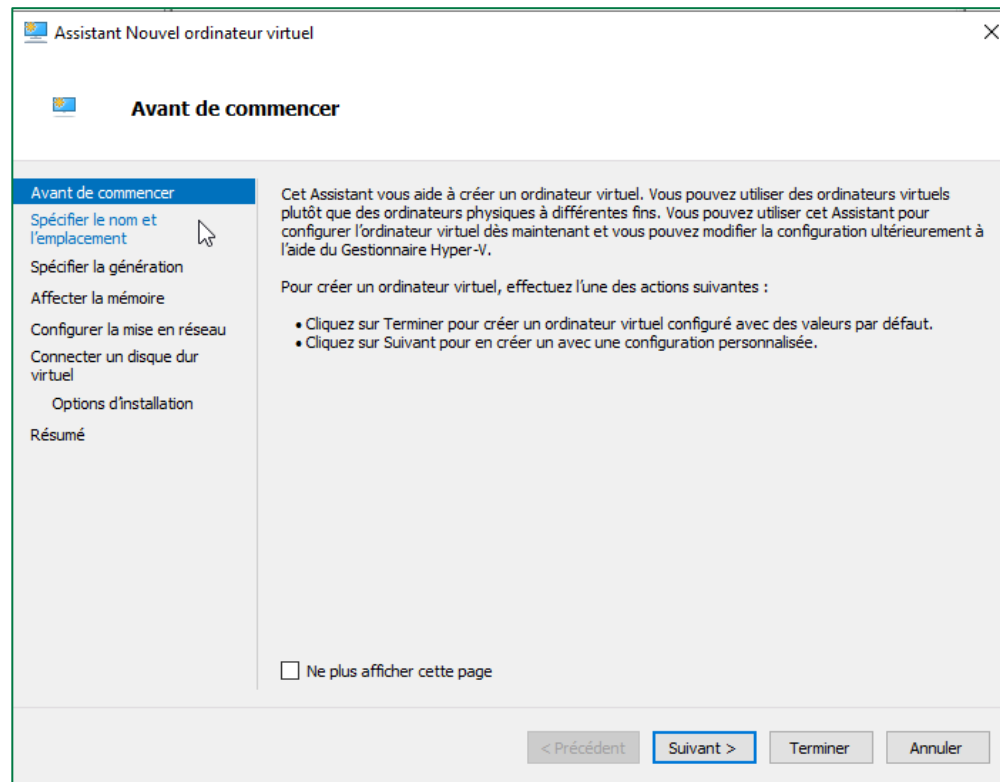 Assistant Nouvel ordinateur virtuel
Avant de commencer
Avant de commencer
Spécifier le nom et
l'emplacement
Spécifier la génération
Affecter la mémoire
Configurer la mise en réseau
Connecter un disque dur
virtuel
Options d'installation
Résumé
Cet Assistant vous aide à créer un ordinateur virtuel. Vous pouvez utiliser des ordinateurs virtuels
plutôt que des ordinateurs physiques à différentes fins. Vous pouvez utiliser cet Assistant pour
configurer l'ordinateur virtuel dès maintenant et vous pouvez modifier la configuration ultérieurement à
l'aide du Gestionnaire Hyper-V.
Pour créer un ordinateur virtuel, effectuez l'une des actions suivantes :
• Cliquez sur Terminer pour créer un ordinateur virtuel configuré avec des valeurs par défaut.
• Cliquez sur Suivant pour en créer un avec une configuration personnalisée.
Ne plus afficher cette page
< Précédent
Suivant >
Terminer
Annuler